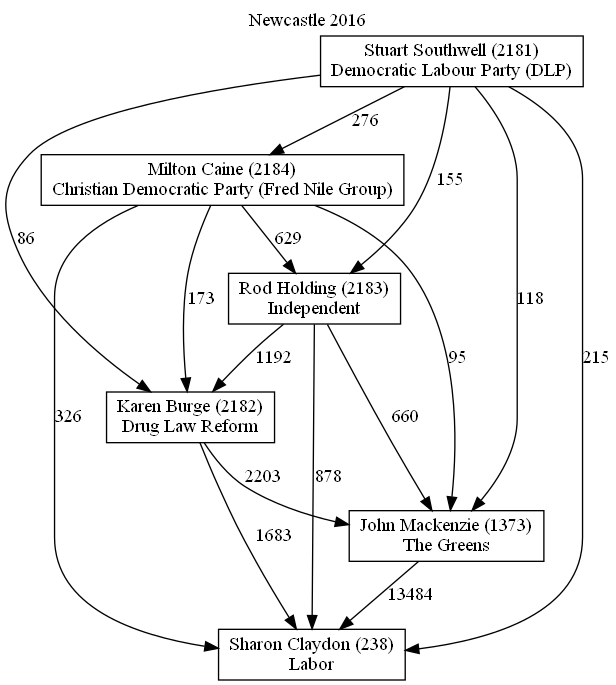 Newcastle 2016
Stuart Southwell (2181)
Democratic Labour Party (DLP)
276
Milton Caine (2184)
Christian Democratic Party (Fred Nile Group)
155
86
629
Rod Holding (2183)
Independent
173
118
95
215
1192
Karen Burge (2182)
Drug Law Reform
326
660
2203
878
1683
John Mackenzie (1373)
The Greens
13484
Sharon Claydon (238)
Labor